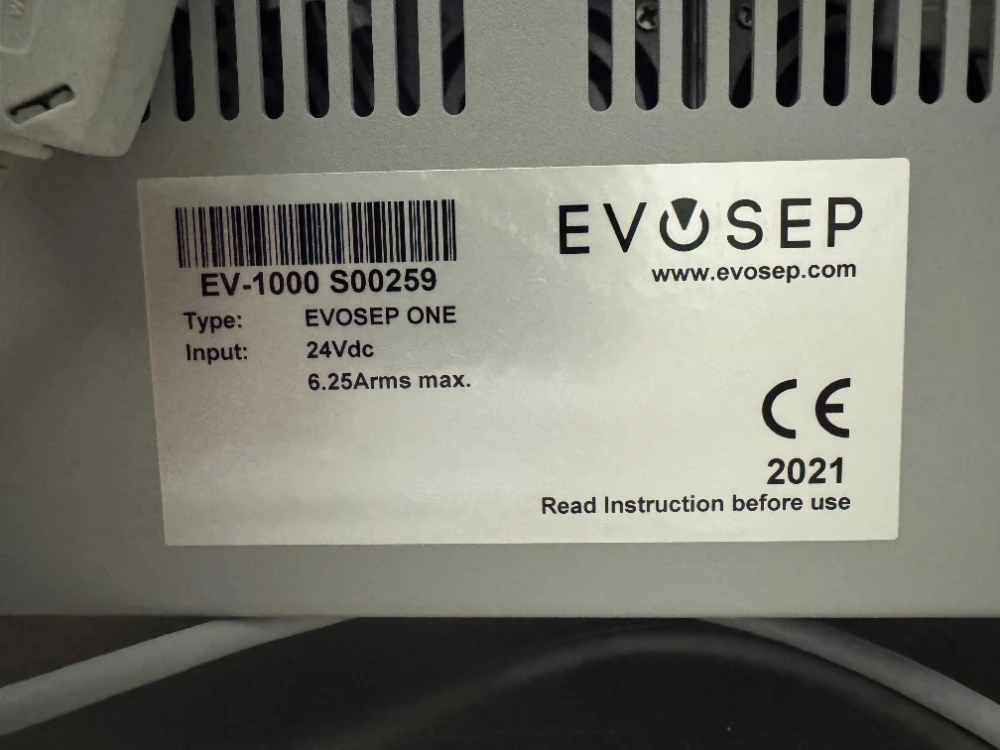 EV-1000 S00259
Type: EVOSEP ONE
Input: 24Vdc
6.25Arms max.
EVOSEP
www.evosep.com
CE
2021
Read Instruction before use